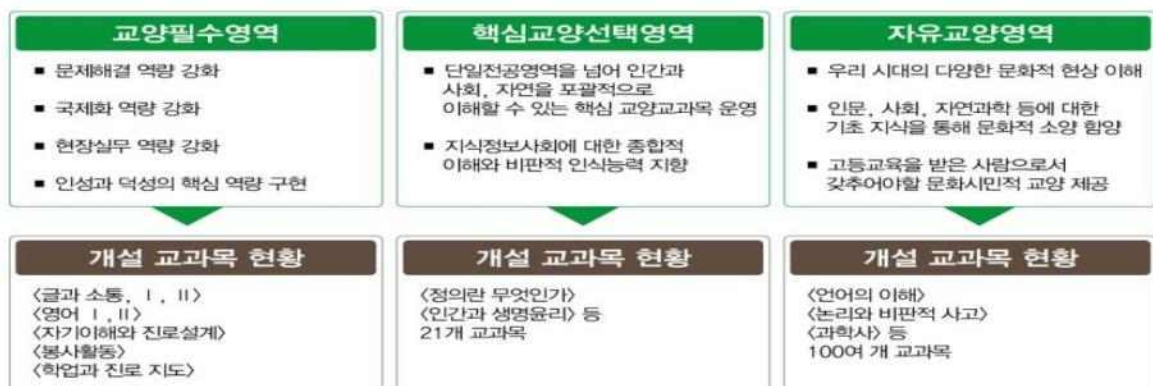 교양필수영역
■ 문제해결 역량 강화
■ 국제화 역량 강화
■ 현장실무 역량 강화
■ 인성과 덕성의 핵심 역량 구현
핵심교양선택영역
■ 단일전공영역을 넘어 인간과
사회, 자연을 포괄적으로
이해할 수 있는 핵심 교양교과목 운영
■ 지식정보사회에 대한 종합적
이해와 비판적 인식능력 지향
자유교양영역
■ 우리 시대의 다양한 문화적 현상 이해
■ 인문, 사회, 자연과학 등에 대한
기초 지식을 통해 문화적 소양 함양
■ 고등교육을 받은 사람으로서
갖추어야할 문화시민적 교양 제공
개설 교과목 현황
〈글과 소통, Ⅰ, Ⅱ〉
〈영어 Ⅰ,Ⅱ〉
〈자기이해와 진로설계〉
〈봉사활동〉
〈학업과 진로 지도〉
개설 교과목 현황
〈정의란 무엇인가〉
〈인간과 생명윤리〉 등
21개 교과목
개설 교과목 현황
〈언어의 이해〉
〈논리와 비판적 사고〉
〈과학사〉 등
100여 개 교과목